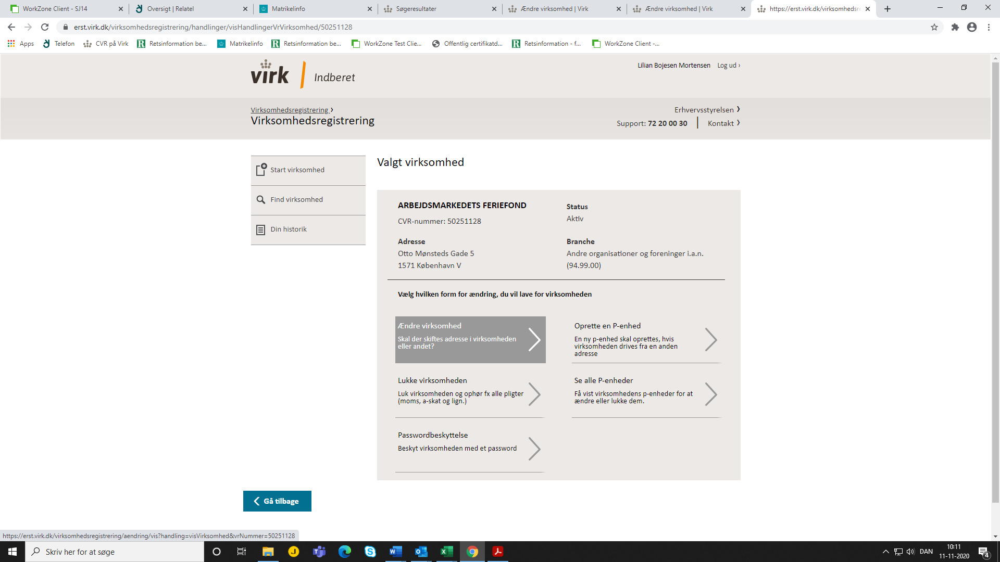 WorkZone Client - SJ14
Oversigt | Relatel
Matrikelinfo
Søgeresultater
Ændre virksomhed | Virk
Ændre virksomhed | Virk
https://erst.virk.dk/virksomhedsre
erst.virk.dk/virksomhedsregistrering/handlinger/visHandlingerVrVirksomhed/50251128
Apps
Telefon
CVR på Virk
Retsinformation be...
Matrikelinfo
Retsinformation be...
WorkZone Test Clie...
Offentlig certifikatd...
Retsinformation - f...
WorkZone Client -...
virk
Indberet
Lilian Bojesen Mortensen
Log ud ›
Virksomhedsregistrering ›
Virksomhedsregistrering
Erhvervsstyrelsen ›
Support: 72 20 00 30
Kontakt ›
Start virksomhed
Find virksomhed
Din historik
Valgt virksomhed
ARBEJDSMARKEDETS FERIEFOND
CVR-nummer: 50251128
Status
Aktiv
Adresse
Otto Mønsteds Gade 5
1571 København V
Branche
Andre organisationer og foreninger i.a.n.
(94.99.00)
Vælg hvilken form for ændring, du vil lave for virksomheden
Ændre virksomhed
Skal der skiftes adresse i virksomheden
eller andet?
Oprette en P-enhed
En ny p-enhed skal oprettes, hvis
virksomheden drives fra en anden
adresse
Lukke virksomheden
Luk virksomheden og ophør fx alle pligter
(moms, a-skat og lign.)
Se alle P-enheder
Få vist virksomhedens p-enheder for at
ændre eller lukke dem.
Passwordbeskyttelse
Beskyt virksomheden med et password
Gå tilbage
https://erst.virk.dk/virksomhedsregistrering/aendring/vis?handling=visVirksomhed&vrNummer=50251128
Skriv her for at søge
DAN
10:11
11-11-2020
4